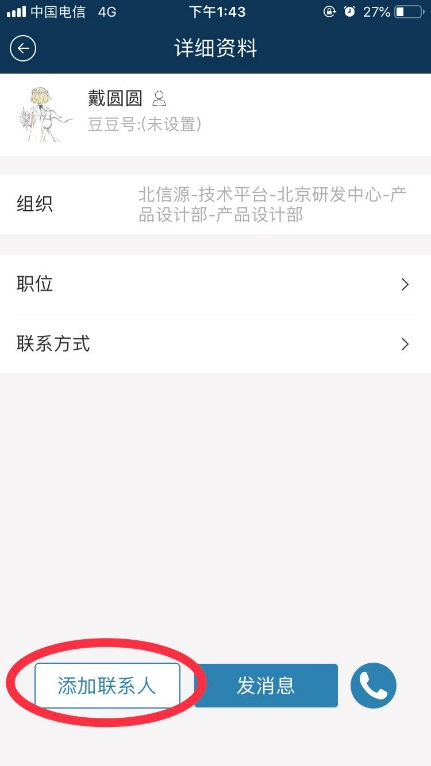 中国电信 4G 下午1:43 27%
详细资料
戴圆圆
豆豆号:(未设置)
组织 北信源-技术平台-北京研发中心-产
品设计部-产品设计部
职位
联系方式
添加联系人 发消息